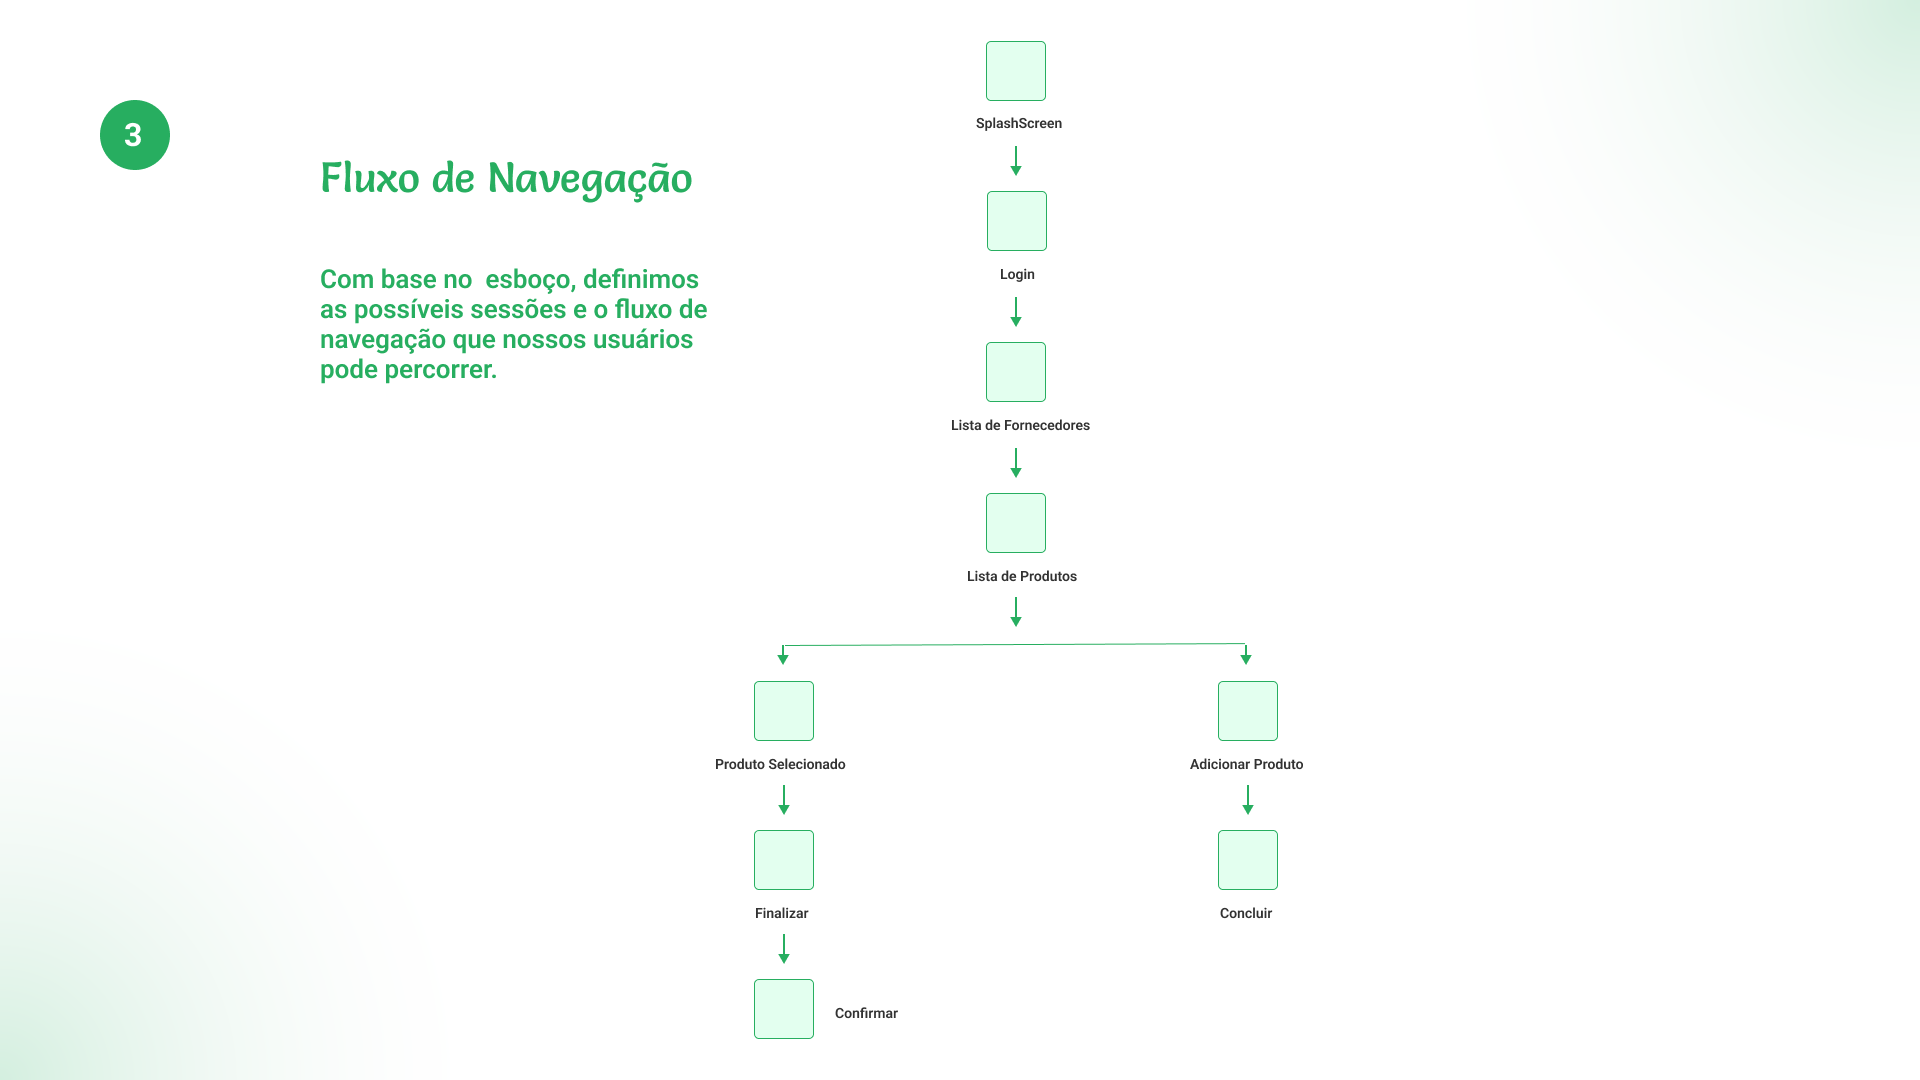 3
Fluxo de Navegação
Com base no  esboço, definimos
as possíveis sessões e o fluxo de
navegação que nossos usuários
pode percorrer.
SplashScreen
Login
Lista de Fornecedores
Lista de Produtos
Produto Selecionado
Adicionar Produto
Finalizar
Concluir
Confirmar